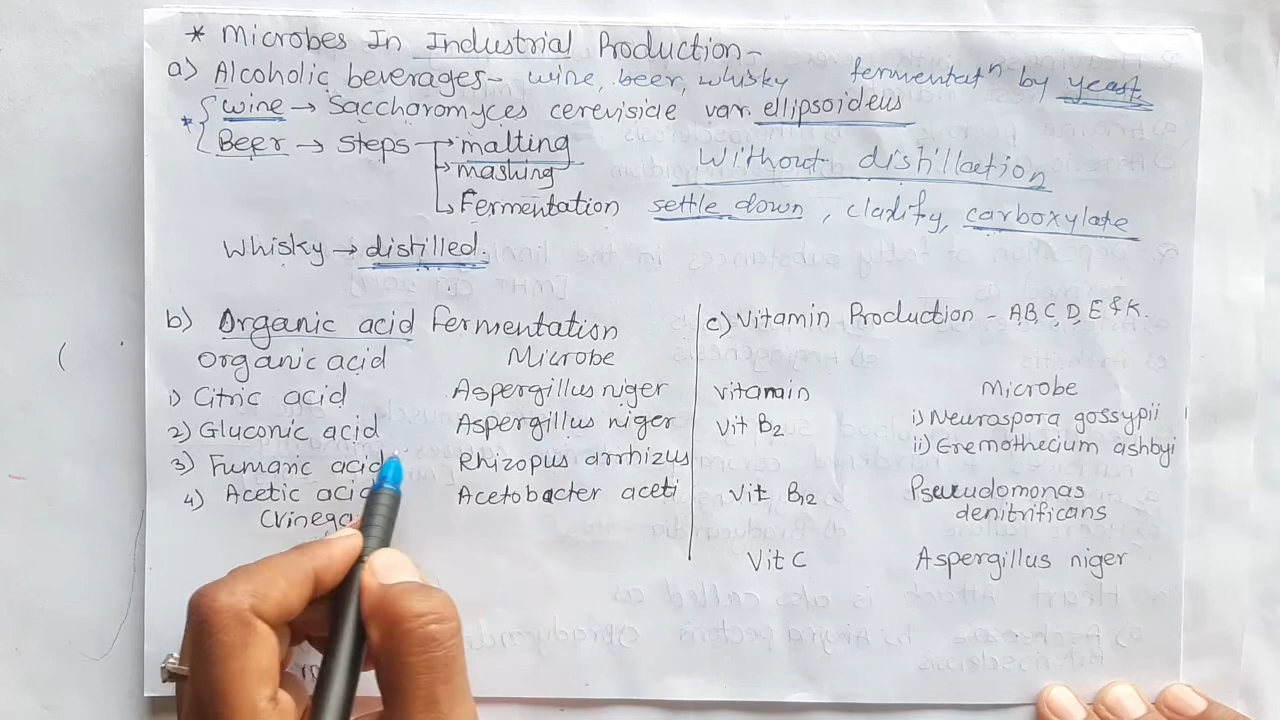 * Microbes In Industrial Production -
a) Alcoholic beverages - wine, beer, whisky fermentatⁿ by yeast.
* wine → Saccharomyces cerevisiae var. ellipsoideus
Beer → Steps → malting
→ mashing
→ Fermentation
Without distillation
settle down, clarify, carboxylate
Whisky → distilled.
b) Organic acid Fermentation
Organic acid Microbe
1) Citric acid Aspergillus niger
2) Gluconic acid Aspergillus niger
3) Fumaric acid Rhizopus arrhizus
4) Acetic acid Acetobacter aceti
(Vinega
c) Vitamin Production - A,B,C,D,E & K.
vitamin Microbe
Vit B₂ i) Neurospora gossypii
ii) Eremothecium ashbyi
Vit B₁₂ Pseudomonas
denitrificans
Vit C Aspergillus niger